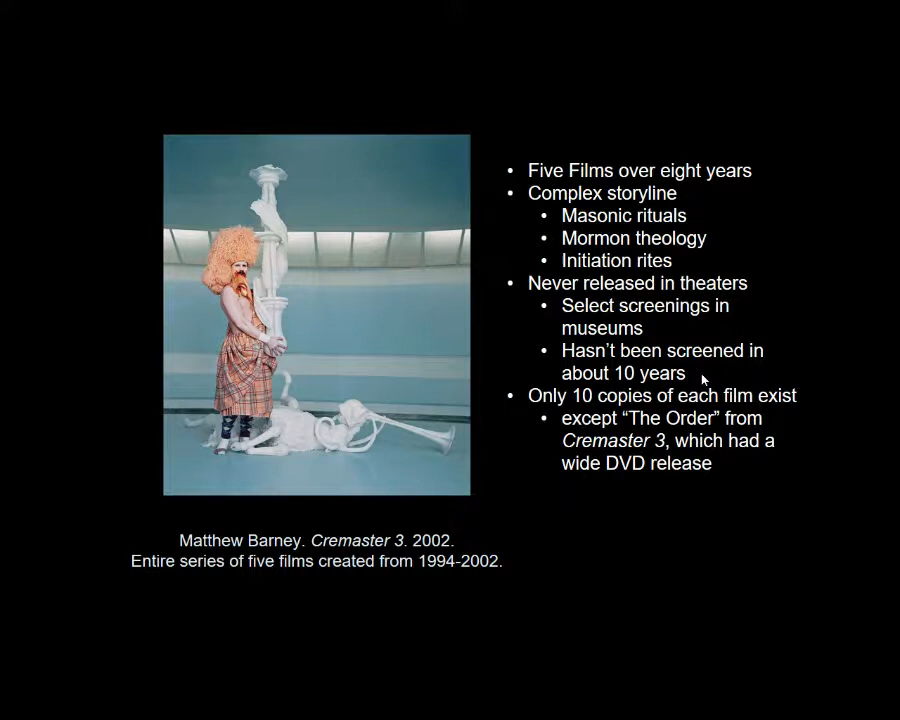 • Five Films over eight years
• Complex storyline
• Masonic rituals
• Mormon theology
• Initiation rites
• Never released in theaters
• Select screenings in
museums
• Hasn't been screened in
about 10 years
• Only 10 copies of each film exist
• except “The Order” from
Cremaster 3, which had a
wide DVD release
Matthew Barney. Cremaster 3. 2002.
Entire series of five films created from 1994-2002.